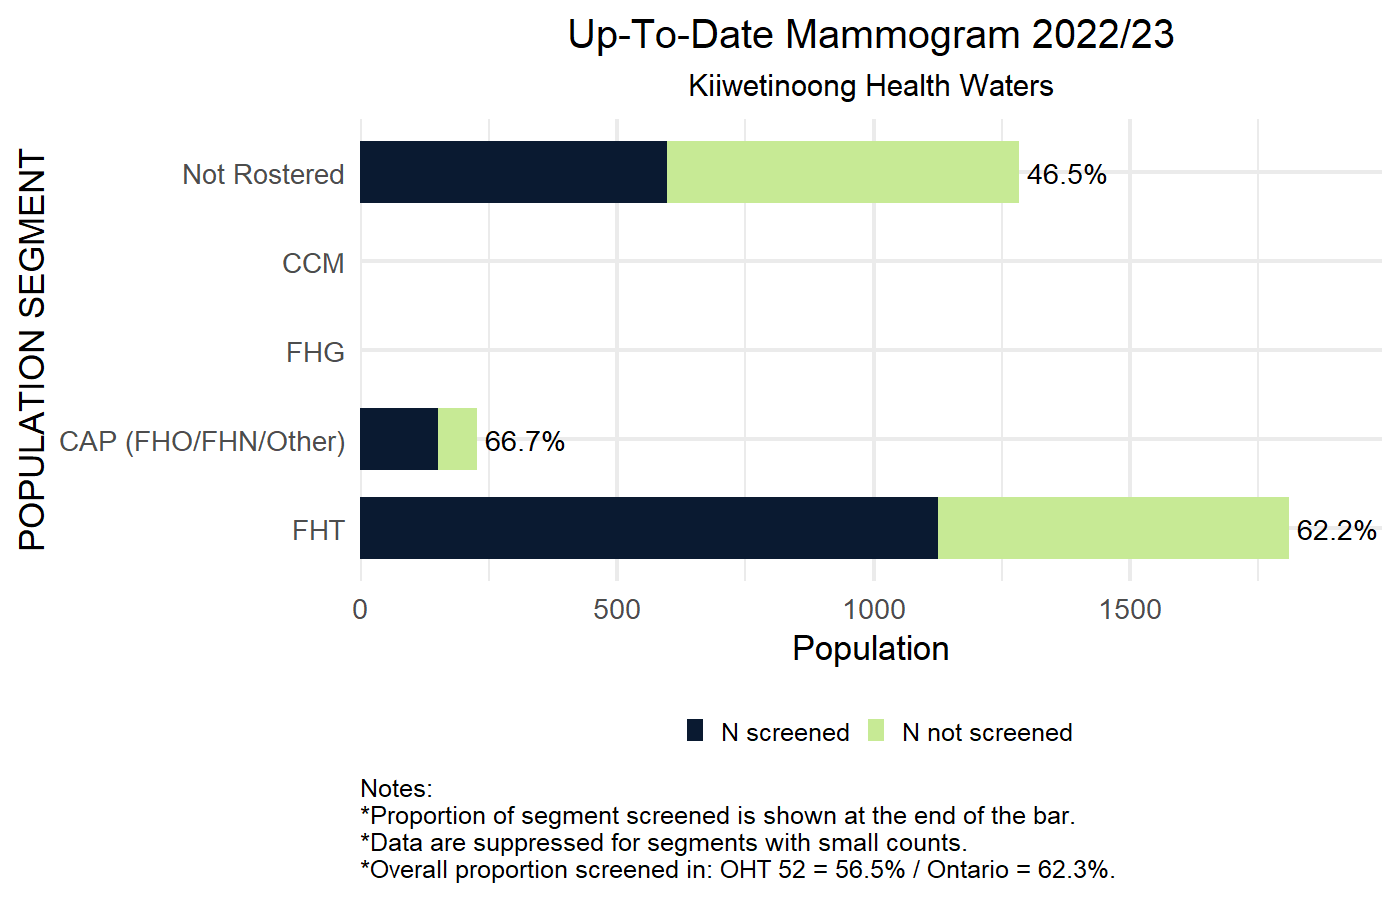 Up-To-Date Mammogram 2022/23
Kiiwetinoong Health Waters
POPULATION SEGMENT
Not Rostered
46.5%
CCM
FHG
CAP (FHO/FHN/Other)
66.7%
FHT
62.2%
0 500 1000 1500
Population
N screened N not screened
Notes:
*Proportion of segment screened is shown at the end of the bar.
*Data are suppressed for segments with small counts.
*Overall proportion screened in: OHT 52 = 56.5% / Ontario = 62.3%.